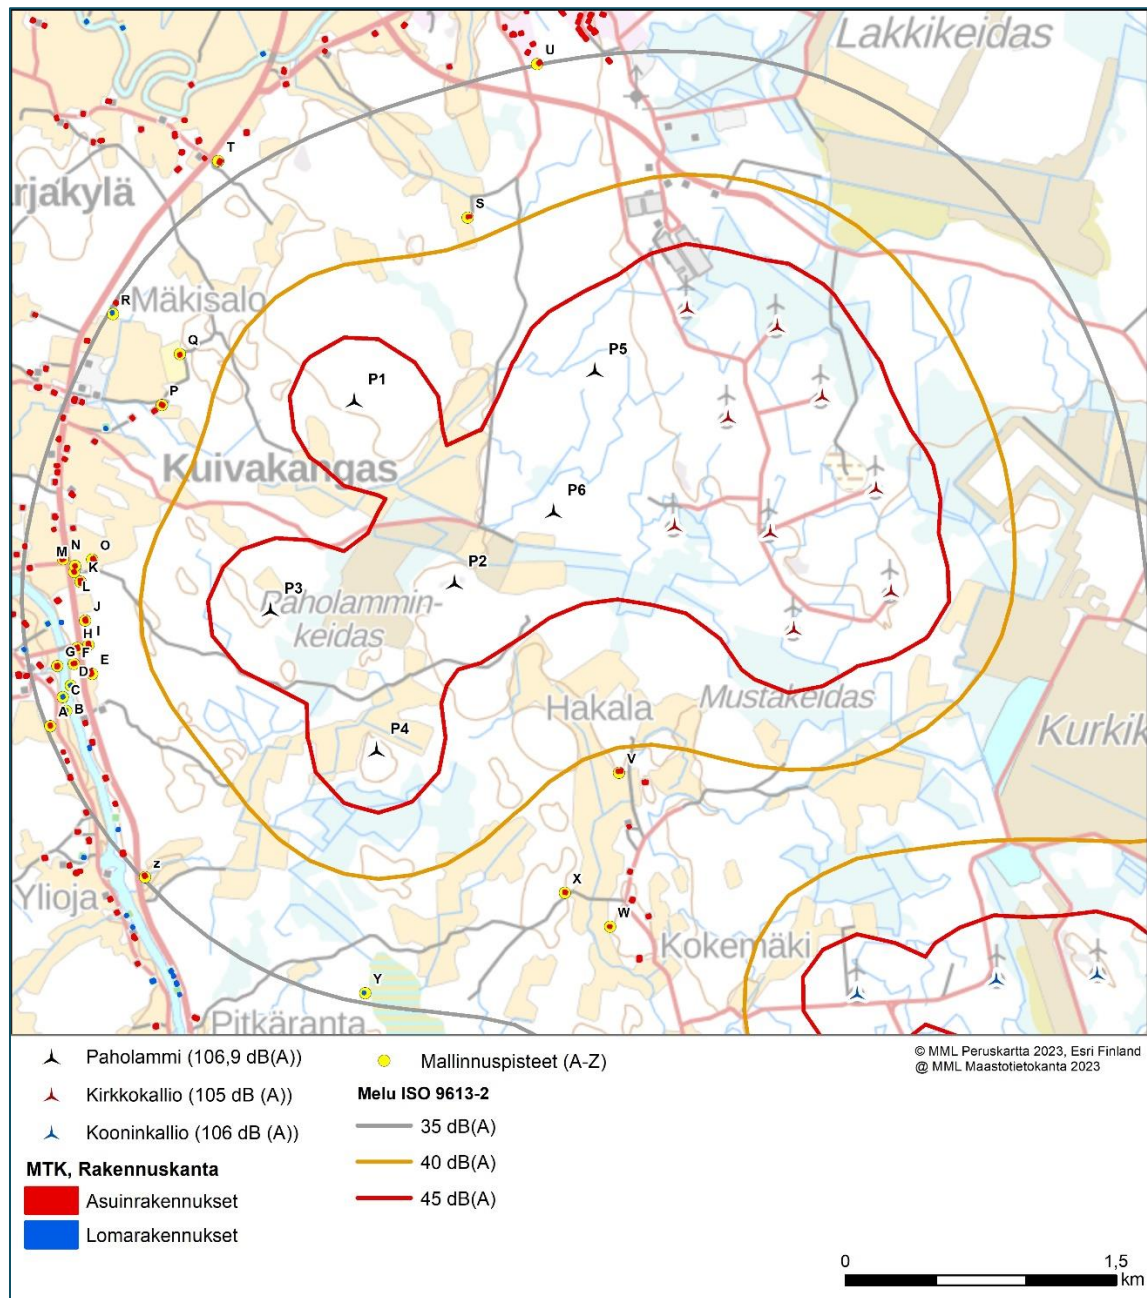 Lakkikeidas
U
T
rjakylä
S
R
Mäkisalo
Q
P5
P1
P
Kuivakangas
P6
N
M
O
K
P2
L
P3
Paholammin-
keidas
J
H
I
G
F
D
E
C
A
B
Mustakeidas
Hakala
P4
Kurkik
V
z
Ylioja
X
W
Kokemäki
Y
Pitkäranta
Paholammi (106,9 dB(A))
Kirkkokallio (105 dB (A))
Kooninkallio (106 dB (A))
MTK, Rakennuskanta
Asuinrakennukset
Lomarakennukset
Mallinnuspisteet (A-Z)
Melu ISO 9613-2
35 dB(A)
40 dB(A)
45 dB(A)
© MML Peruskartta 2023, Esri Finland
@ MML Maastotietokanta 2023
0
1,5
km